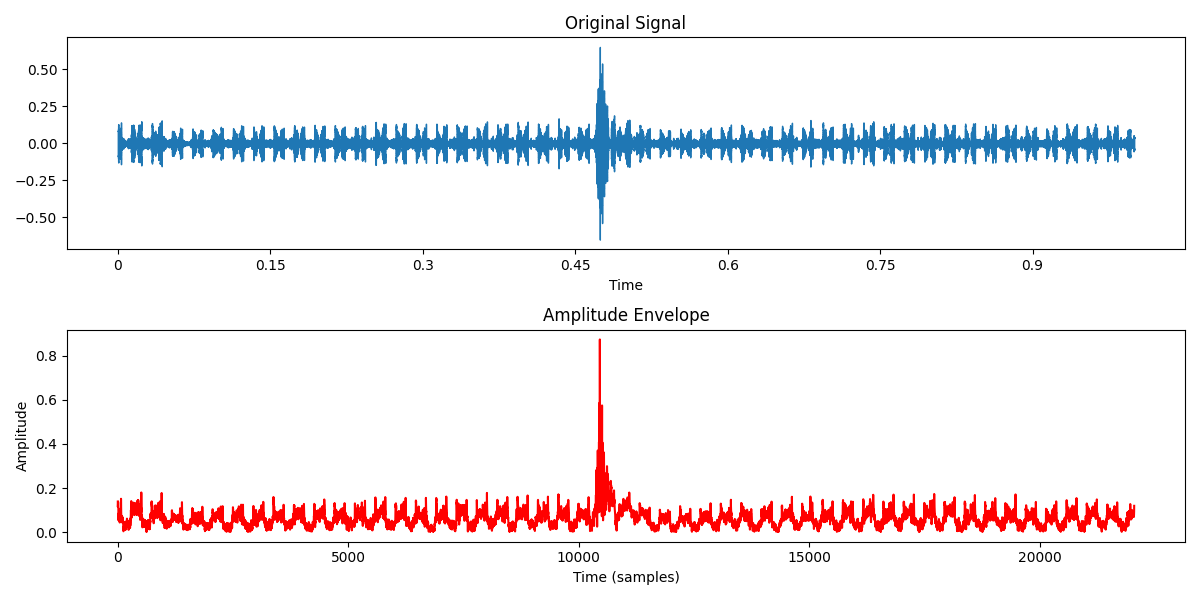 Original Signal
0.50
0.25
0.00
−0.25
−0.50
0 0.15 0.3 0.45 0.6 0.75 0.9
Time
Amplitude Envelope
Amplitude
0.8
0.6
0.4
0.2
0.0
0 5000 10000 15000 20000
Time (samples)